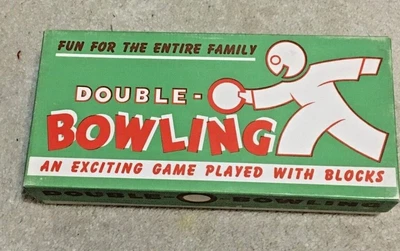 FUN FOR THE ENTIRE FAMILY
DOUBLE-
BOWLING
AN EXCITING GAME PLAYED WITH BLOCKS
DOUBLE-O BOWLING